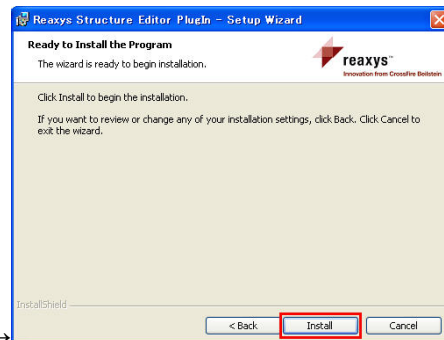 Reaxys Structure Editor PlugIn - Setup Wizard
Ready to Install the Program
The wizard is ready to begin installation.
reaxys™
Innovation from CrossFire Beilstein
Click Install to begin the installation.
If you want to review or change any of your installation settings, click Back. Click Cancel to
exit the wizard.
InstallShield
< Back Install Cancel